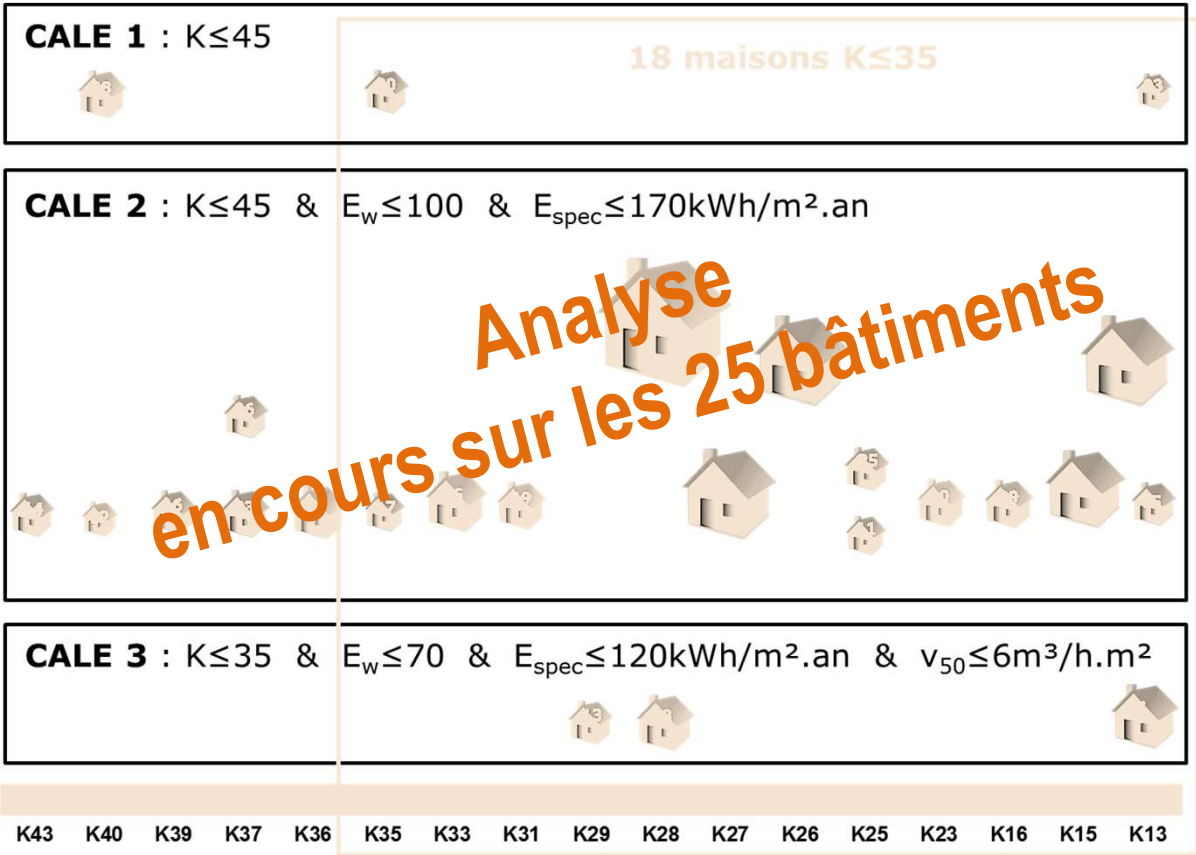 CALE 1 : K≤45
18 maisons K≤35
CALE 2 : K≤45 & Ew≤100 & Espec≤170kWh/m².an
Analyse
en cours sur les 25 bâtiments
CALE 3 : K≤35 & Ew≤70 & Espec≤120kWh/m².an & v50≤6m³/h.m²
K43 K40 K39 K37 K36 K35 K33 K31 K29 K28 K27 K26 K25 K23 K16 K15 K13